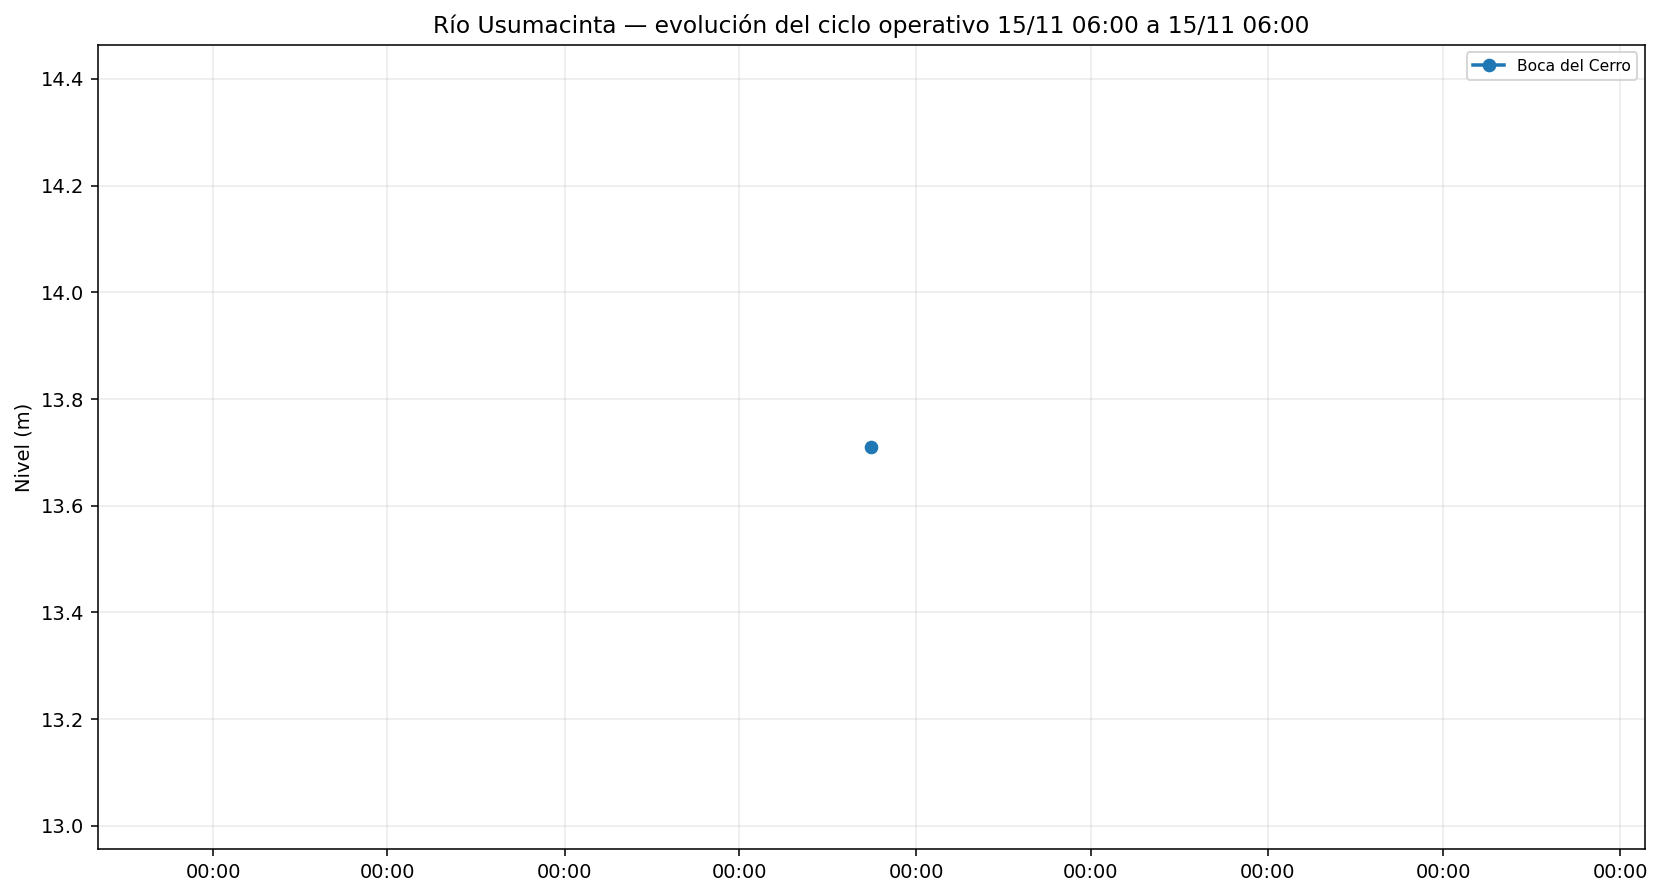 Río Usumacinta — evolución del ciclo operativo 15/11 06:00 a 15/11 06:00
Boca del Cerro
Nivel (m)
14.4
14.2
14.0
13.8
13.6
13.4
13.2
13.0
00:00 00:00 00:00 00:00 00:00 00:00 00:00 00:00 00:00